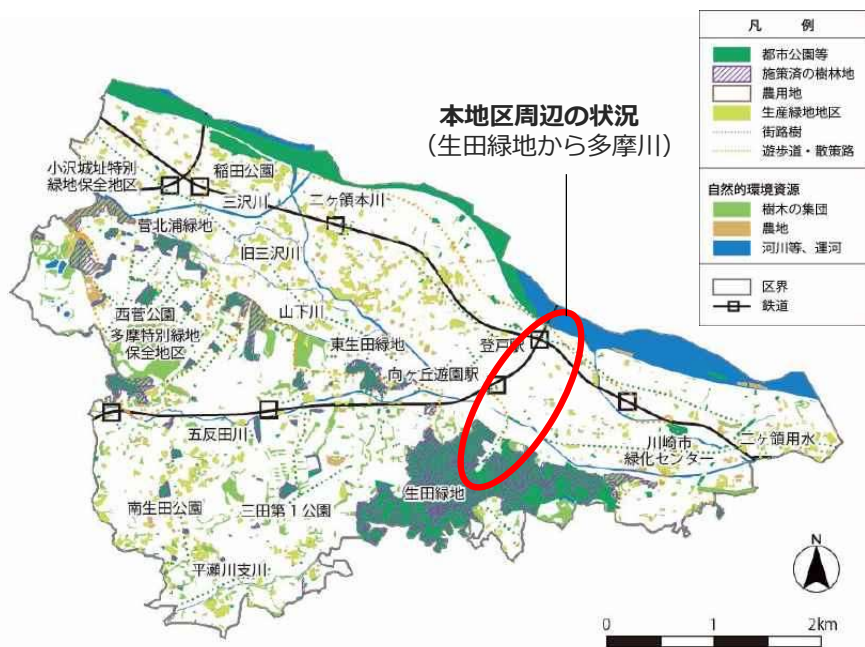 凡 例
都市公園等
施策済の樹林地
農用地
生産緑地地区
街路樹
遊歩道・散策路
自然的環境資源
樹木の集団
農地
河川等、運河
区界
鉄道
本地区周辺の状況
（生田緑地から多摩川）
小沢城址特別
緑地保全地区
稲田公園
三沢川
二ヶ領本川
菅北浦緑地
旧三沢川
西菅公園
山下川
多摩特別緑地
保全地区
東生田緑地
登戸駅
向ヶ丘遊園駅
五反田川
川崎市
緑化センター
二ヶ領用水
生田緑地
南生田公園
三田第1公園
平瀬川支川
N
0 1 2km